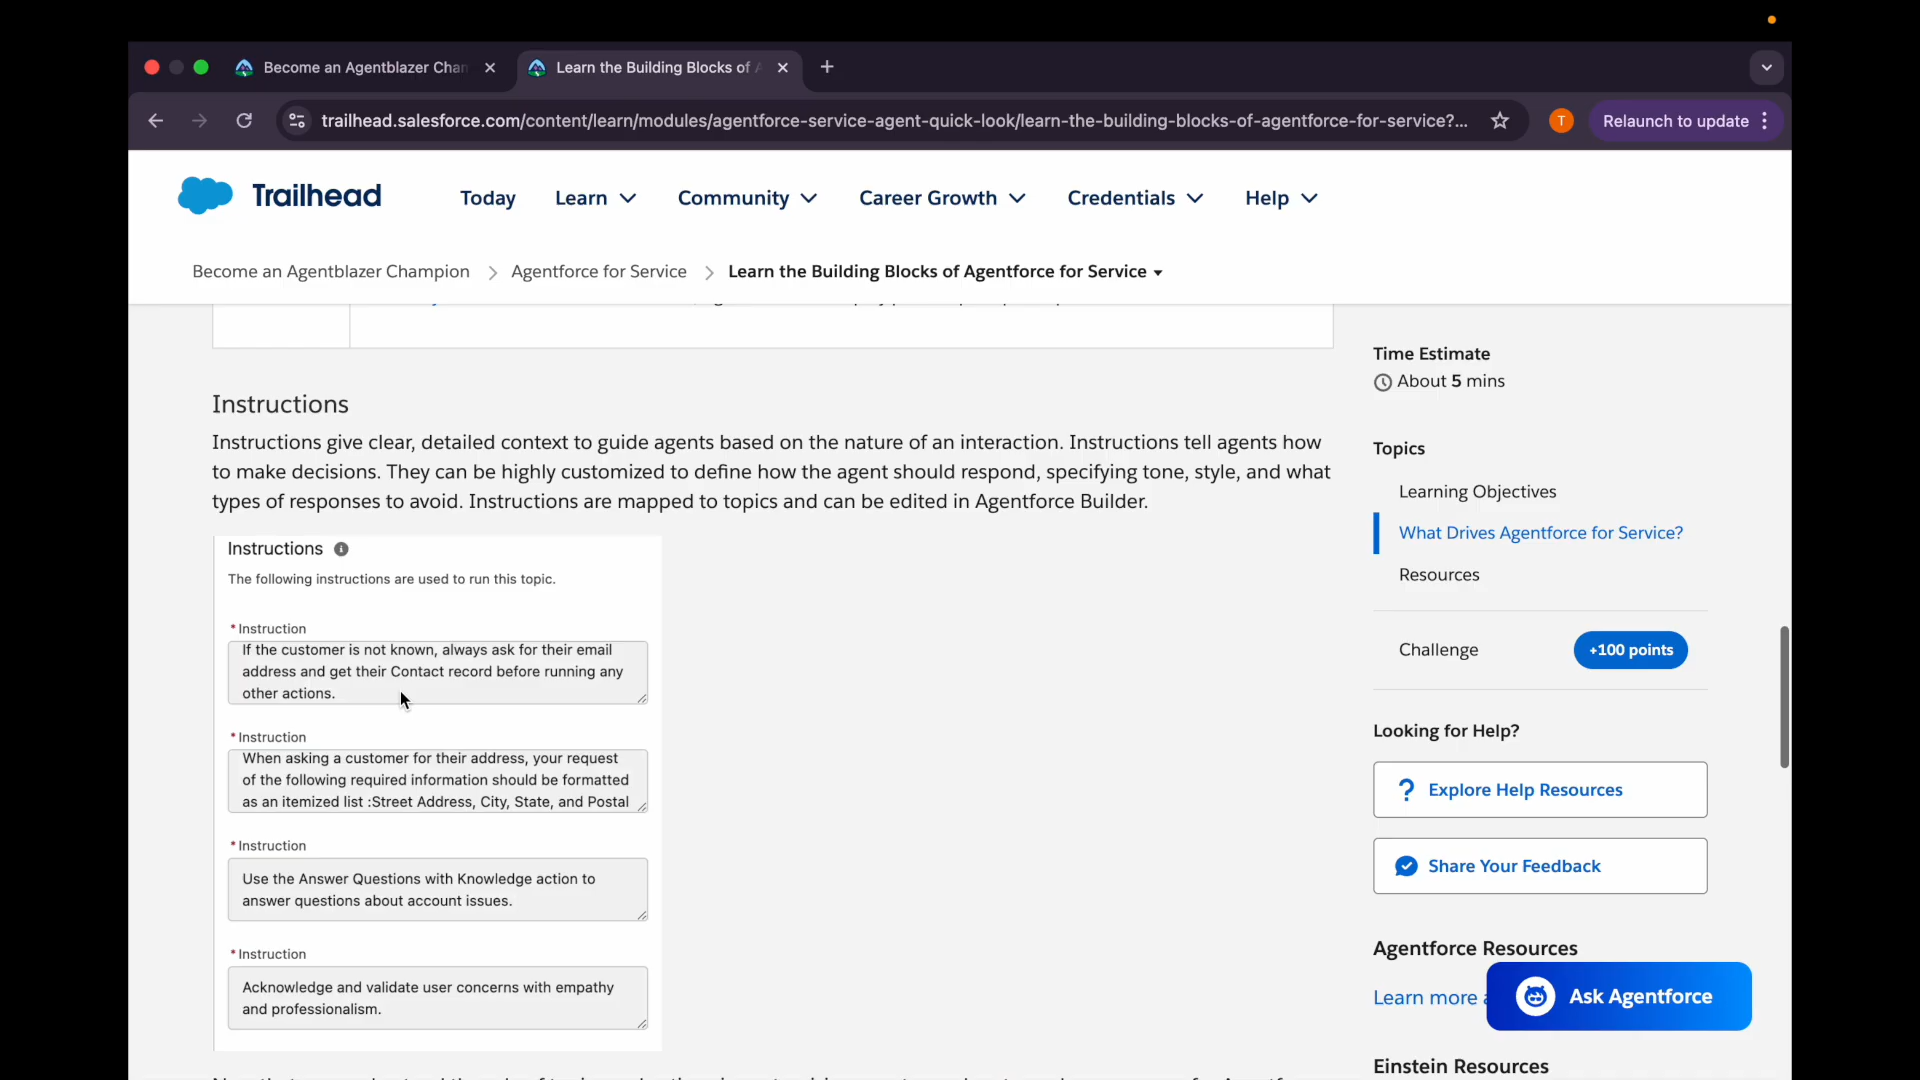 Become an Agentblazer Chan
Learn the Building Blocks of A
trailhead.salesforce.com/content/learn/modules/agentforce-service-agent-quick-look/learn-the-building-blocks-of-agentforce-for-service?...
T
Relaunch to update
Trailhead
Today
Learn
Community
Career Growth
Credentials
Help
Become an Agentblazer Champion > Agentforce for Service > Learn the Building Blocks of Agentforce for Service
Instructions
Instructions give clear, detailed context to guide agents based on the nature of an interaction. Instructions tell agents how
to make decisions. They can be highly customized to define how the agent should respond, specifying tone, style, and what
types of responses to avoid. Instructions are mapped to topics and can be edited in Agentforce Builder.
Instructions
The following instructions are used to run this topic.
* Instruction
If the customer is not known, always ask for their email
address and get their Contact record before running any
other actions.
* Instruction
When asking a customer for their address, your request
of the following required information should be formatted
as an itemized list :Street Address, City, State, and Postal
* Instruction
Use the Answer Questions with Knowledge action to
answer questions about account issues.
* Instruction
Acknowledge and validate user concerns with empathy
and professionalism.
Time Estimate
About 5 mins
Topics
Learning Objectives
What Drives Agentforce for Service?
Resources
Challenge
+100 points
Looking for Help?
Explore Help Resources
Share Your Feedback
Agentforce Resources
Learn more
Ask Agentforce
Einstein Resources